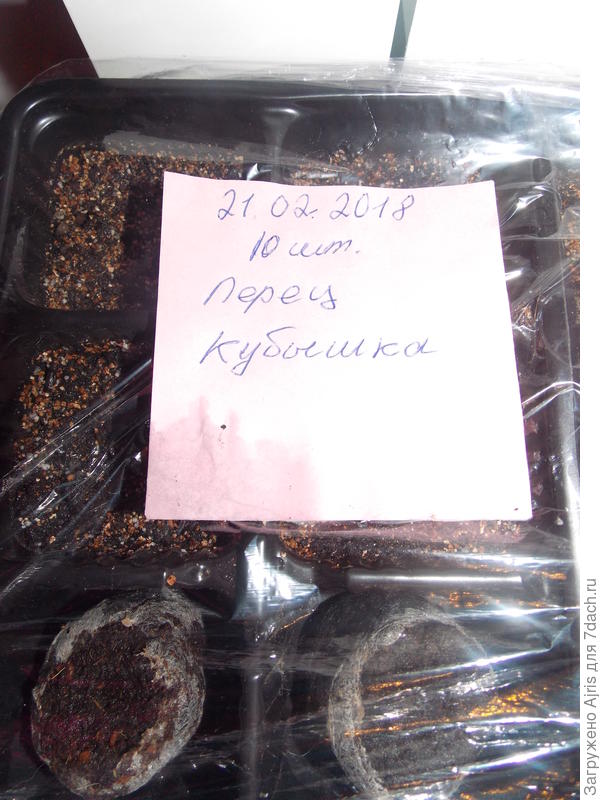 21.02.2018
10 шт.
Перец
Кубышка
Загружено Ajris для 7dach.ru